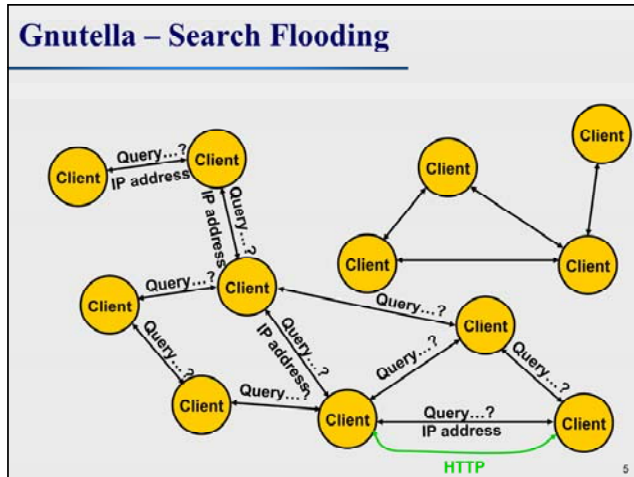 Gnutella – Search Flooding
Client
Query...?
IP address
Client
Client
Client
Query...?
IP address
Client
Client
Client
Query...?
Client
Query...?
Client
Query...?
IP address
Query...?
Client
Query...?
Query...?
Client
Query...?
Client
Query...?
IP address
Client
HTTP
5